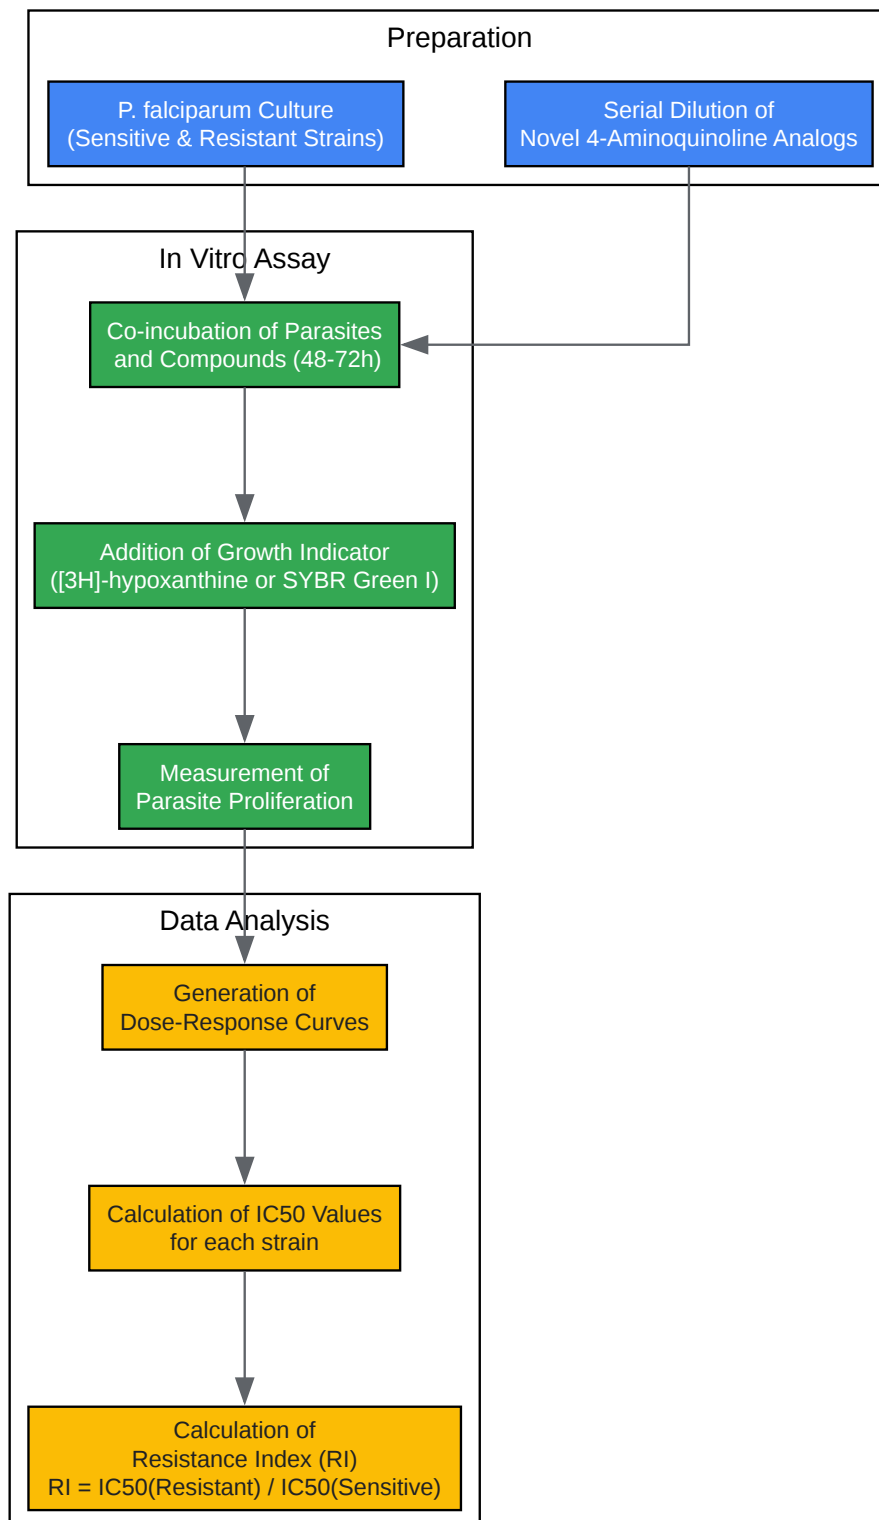 Preparation
P. falciparum Culture
(Sensitive & Resistant Strains)
Serial Dilution of
Novel 4-Aminoquinoline Analogs
In Vitro Assay
Co-incubation of Parasites
and Compounds (48-72h)
Addition of Growth Indicator
([3H]-hypoxanthine or SYBR Green I)
Measurement of
Parasite Proliferation
Data Analysis
Generation of
Dose-Response Curves
Calculation of IC50 Values
for each strain
Calculation of
Resistance Index (RI)
RI = IC50(Resistant) / IC50(Sensitive)